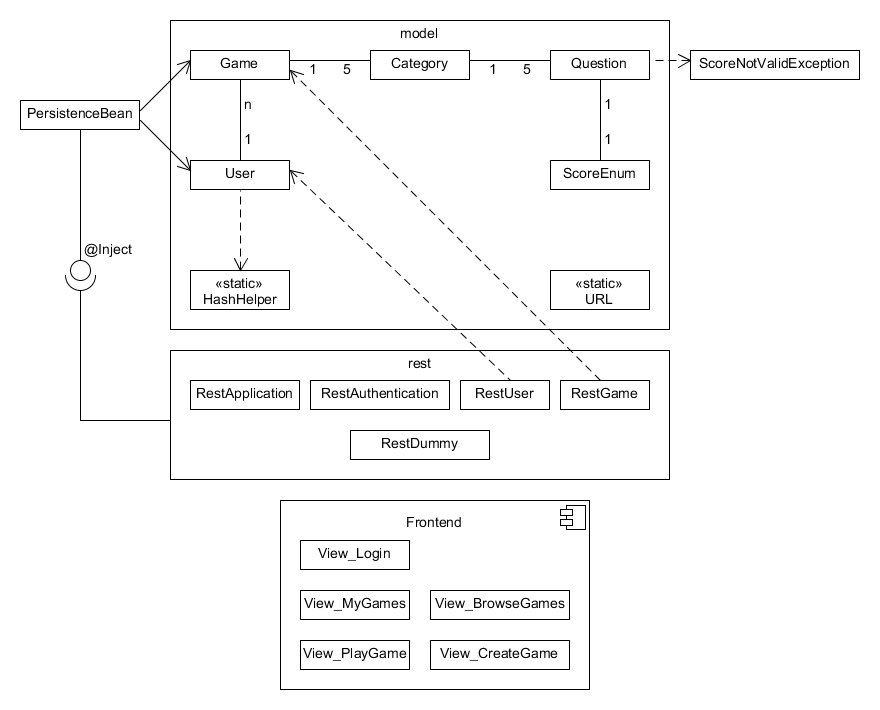 model
Game
1
5
Category
1
5
Question
ScoreNotValidException
PersistenceBean
n
1
1
1
User
ScoreEnum
@Inject
«static»
HashHelper
«static»
URL
rest
RestApplication
RestAuthentication
RestUser
RestGame
RestDummy
Frontend
View_Login
View_MyGames
View_BrowseGames
View_PlayGame
View_CreateGame